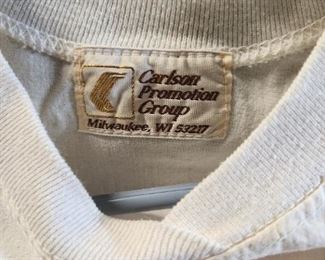 Carlson
Promotion
Group
Milwaukee, WI 53217